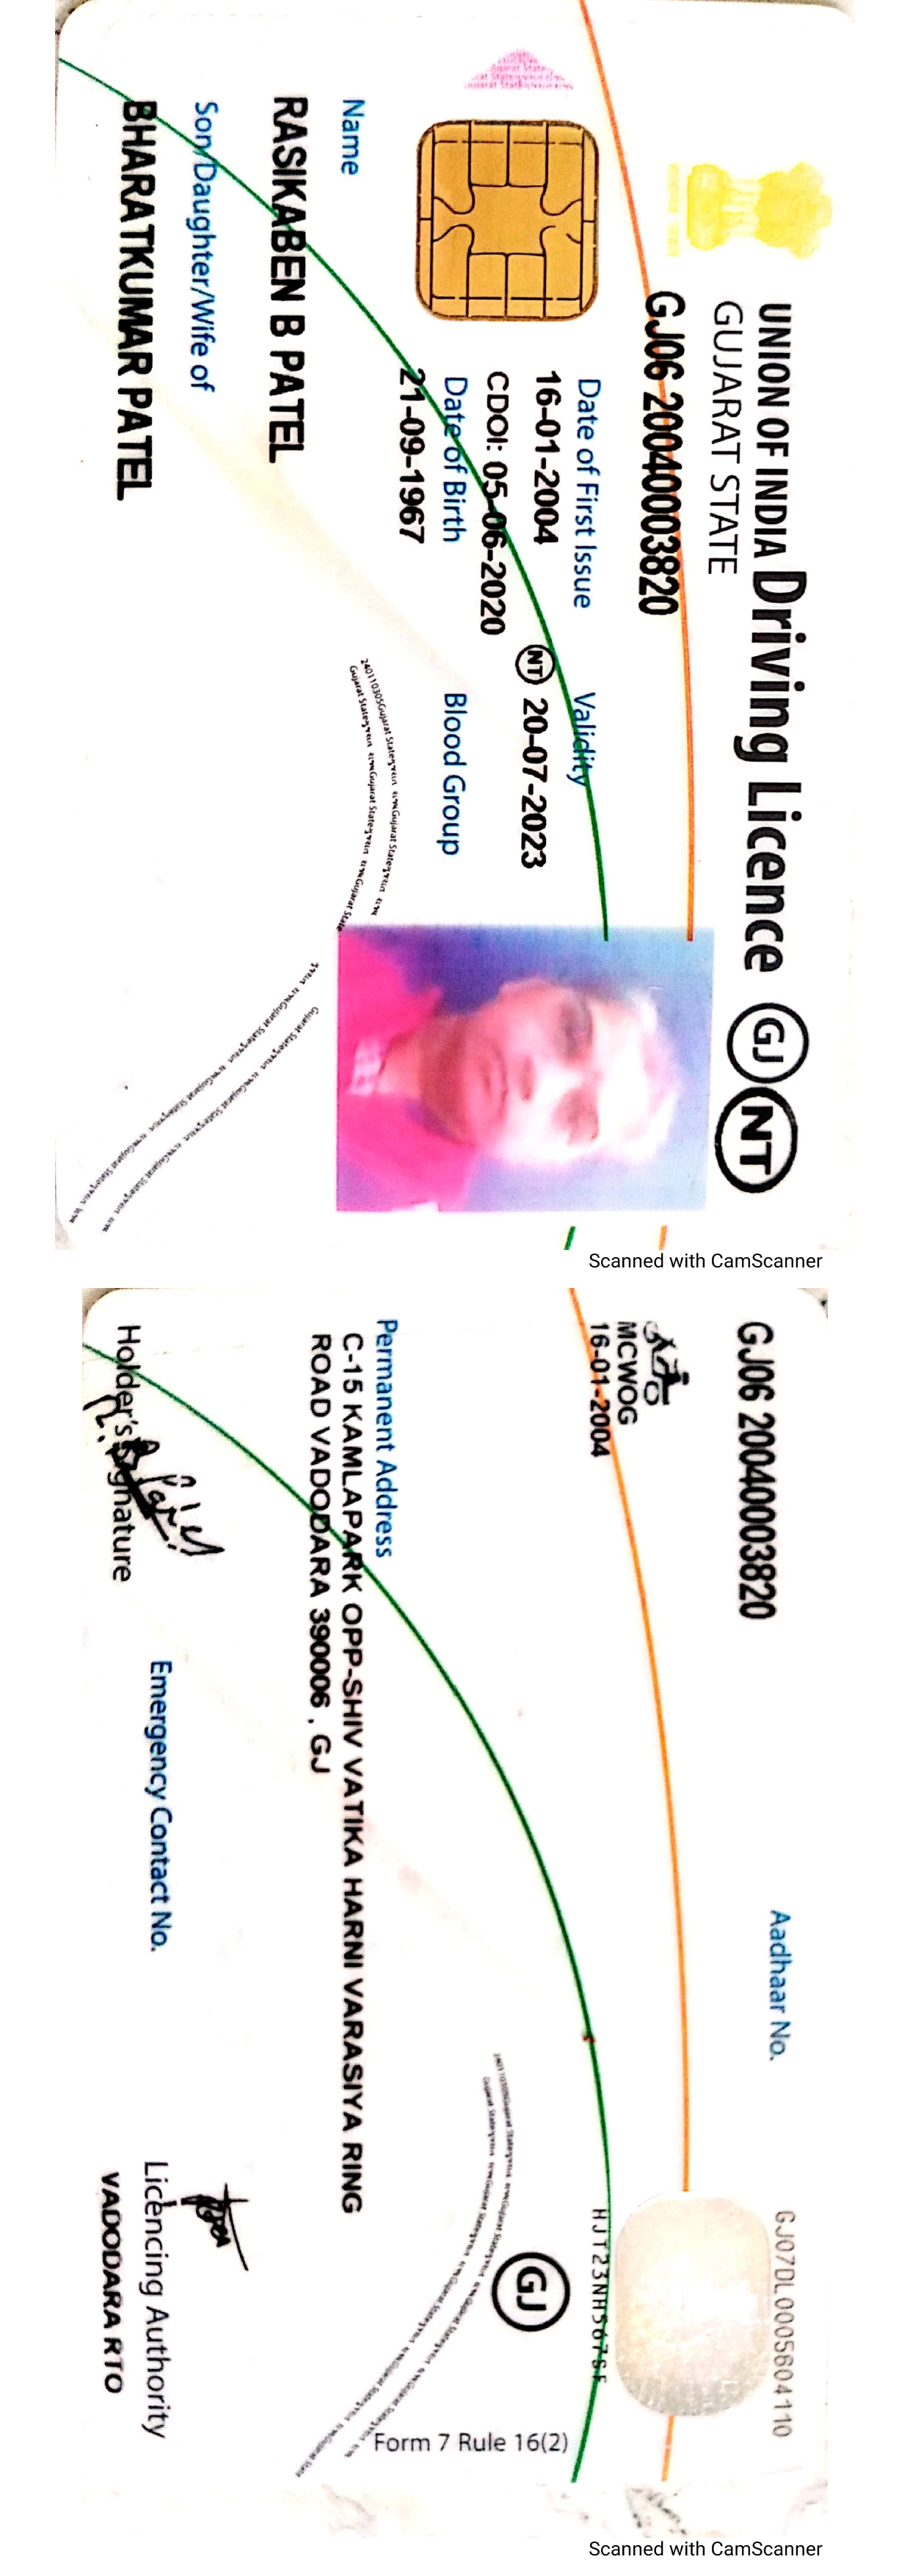 UNION OF INDIA Driving Licence GJ NT
GUJARAT STATE
GJ06 20040003820
Date of First Issue
Validity
16-01-2004
NT 20-07-2023
CDOI: 05-06-2020
Date of Birth
Blood Group
21-09-1967
Name
RASIKABEN B PATEL
Son/Daughter/Wife of
BHARATKUMAR PATEL
Scanned with CamScanner
GJ06 20040003820
Aadhaar No.
GJ07DL0005604110
MCWOG
16-01-2004
GJ
Permanent Address
C-15 KAMLAPARK OPP-SHIV VATIKA HARNI VARASIYA RING
ROAD VADODARA 390006 , GJ
Holder's Signature
Emergency Contact No.
Licencing Authority
VADODARA RTO
Form 7 Rule 16(2)
Scanned with CamScanner